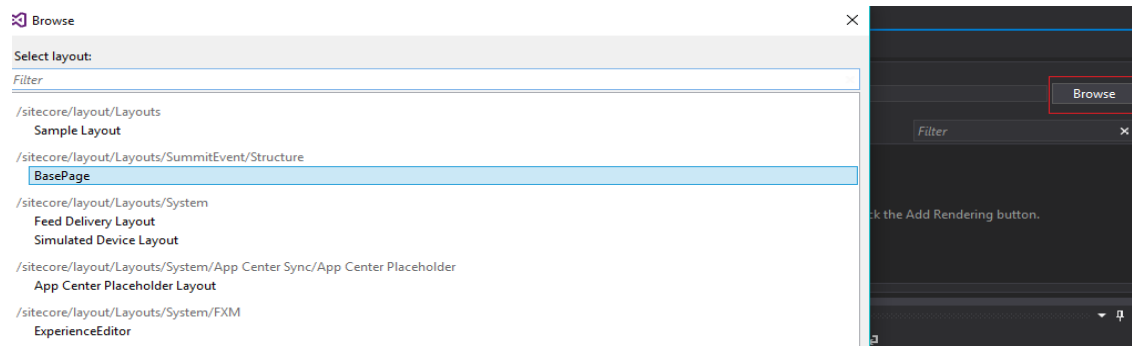 Browse
Select layout:
Filter
/sitecore/layout/Layouts
Sample Layout
/sitecore/layout/Layouts/SummitEvent/Structure
BasePage
/sitecore/layout/Layouts/System
Feed Delivery Layout
Simulated Device Layout
/sitecore/layout/Layouts/System/App Center Sync/App Center Placeholder
App Center Placeholder Layout
/sitecore/layout/Layouts/System/FXM
ExperienceEditor
Browse
Filter
the Add Rendering button.